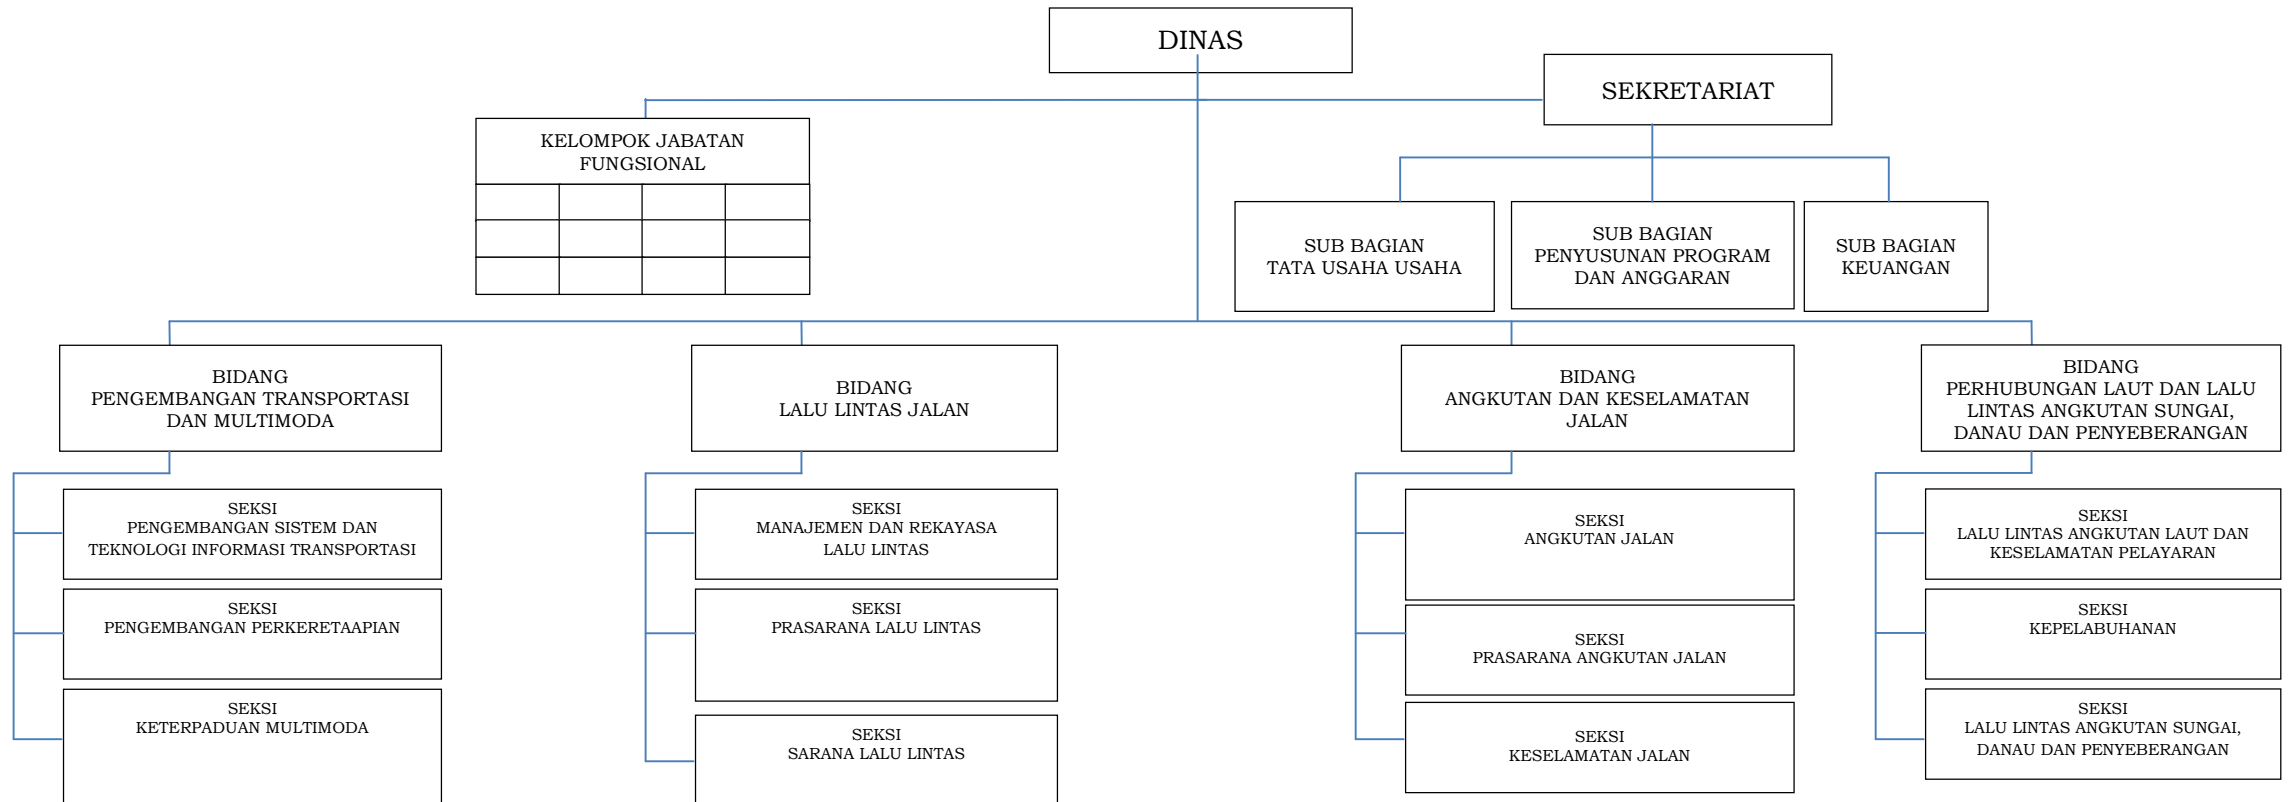 DINAS
SEKRETARIAT
KELOMPOK JABATAN
FUNGSIONAL
SUB BAGIAN
TATA USAHA USAHA
SUB BAGIAN
PENYUSUNAN PROGRAM
DAN ANGGARAN
SUB BAGIAN
KEUANGAN
BIDANG
PENGEMBANGAN TRANSPORTASI
DAN MULTIMODA
BIDANG
LALU LINTAS JALAN
BIDANG
ANGKUTAN DAN KESELAMATAN
JALAN
BIDANG
PERHUBUNGAN LAUT DAN LALU
LINTAS ANGKUTAN SUNGAI,
DANAU DAN PENYEBERANGAN
SEKSI
PENGEMBANGAN SISTEM DAN
TEKNOLOGI INFORMASI TRANSPORTASI
SEKSI
PENGEMBANGAN PERKERETAAPIAN
SEKSI
KETERPADUAN MULTIMODA
SEKSI
MANAJEMEN DAN REKAYASA
LALU LINTAS
SEKSI
PRASARANA LALU LINTAS
SEKSI
SARANA LALU LINTAS
SEKSI
ANGKUTAN JALAN
SEKSI
PRASARANA ANGKUTAN JALAN
SEKSI
KESELAMATAN JALAN
SEKSI
LALU LINTAS ANGKUTAN LAUT DAN
KESELAMATAN PELAYARAN
SEKSI
KEPELABUHANAN
SEKSI
LALU LINTAS ANGKUTAN SUNGAI,
DANAU DAN PENYEBERANGAN